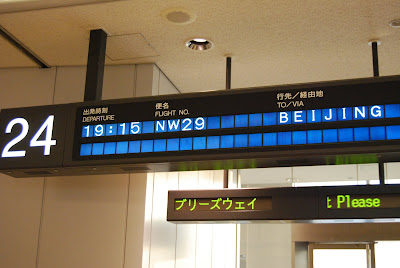 24
出発時刻 便名 行先／経由地
DEPARTURE FLIGHT NO. TO/VIA
19:15 NW29 BEIJING
ブリーズウェイ t Please